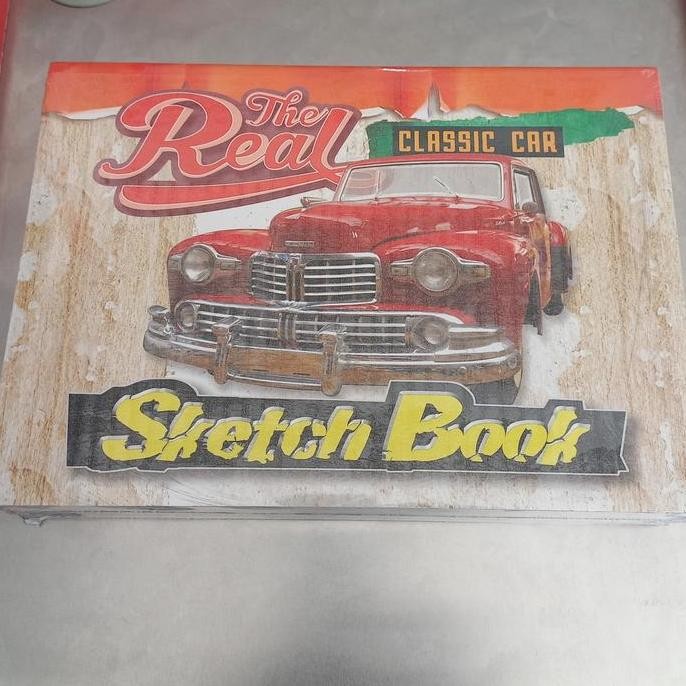 The
Real
CLASSIC CAR
Sketch Book